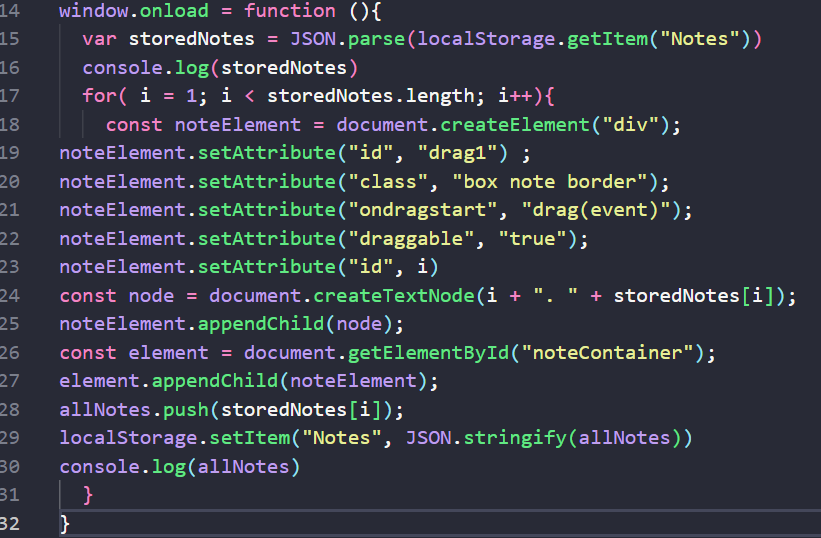 14 window.onload = function (){
15 var storedNotes = JSON.parse(localStorage.getItem("Notes"))
16 console.log(storedNotes)
17 for( i = 1; i < storedNotes.length; i++){
18 const noteElement = document.createElement("div");
19 noteElement.setAttribute("id", "drag1") ;
20 noteElement.setAttribute("class", "box note border");
21 noteElement.setAttribute("ondragstart", "drag(event)");
22 noteElement.setAttribute("draggable", "true");
23 noteElement.setAttribute("id", i)
24 const node = document.createTextNode(i + ". " + storedNotes[i]);
25 noteElement.appendChild(node);
26 const element = document.getElementById("noteContainer");
27 element.appendChild(noteElement);
28 allNotes.push(storedNotes[i]);
29 localStorage.setItem("Notes", JSON.stringify(allNotes))
30 console.log(allNotes)
31 }
32 }